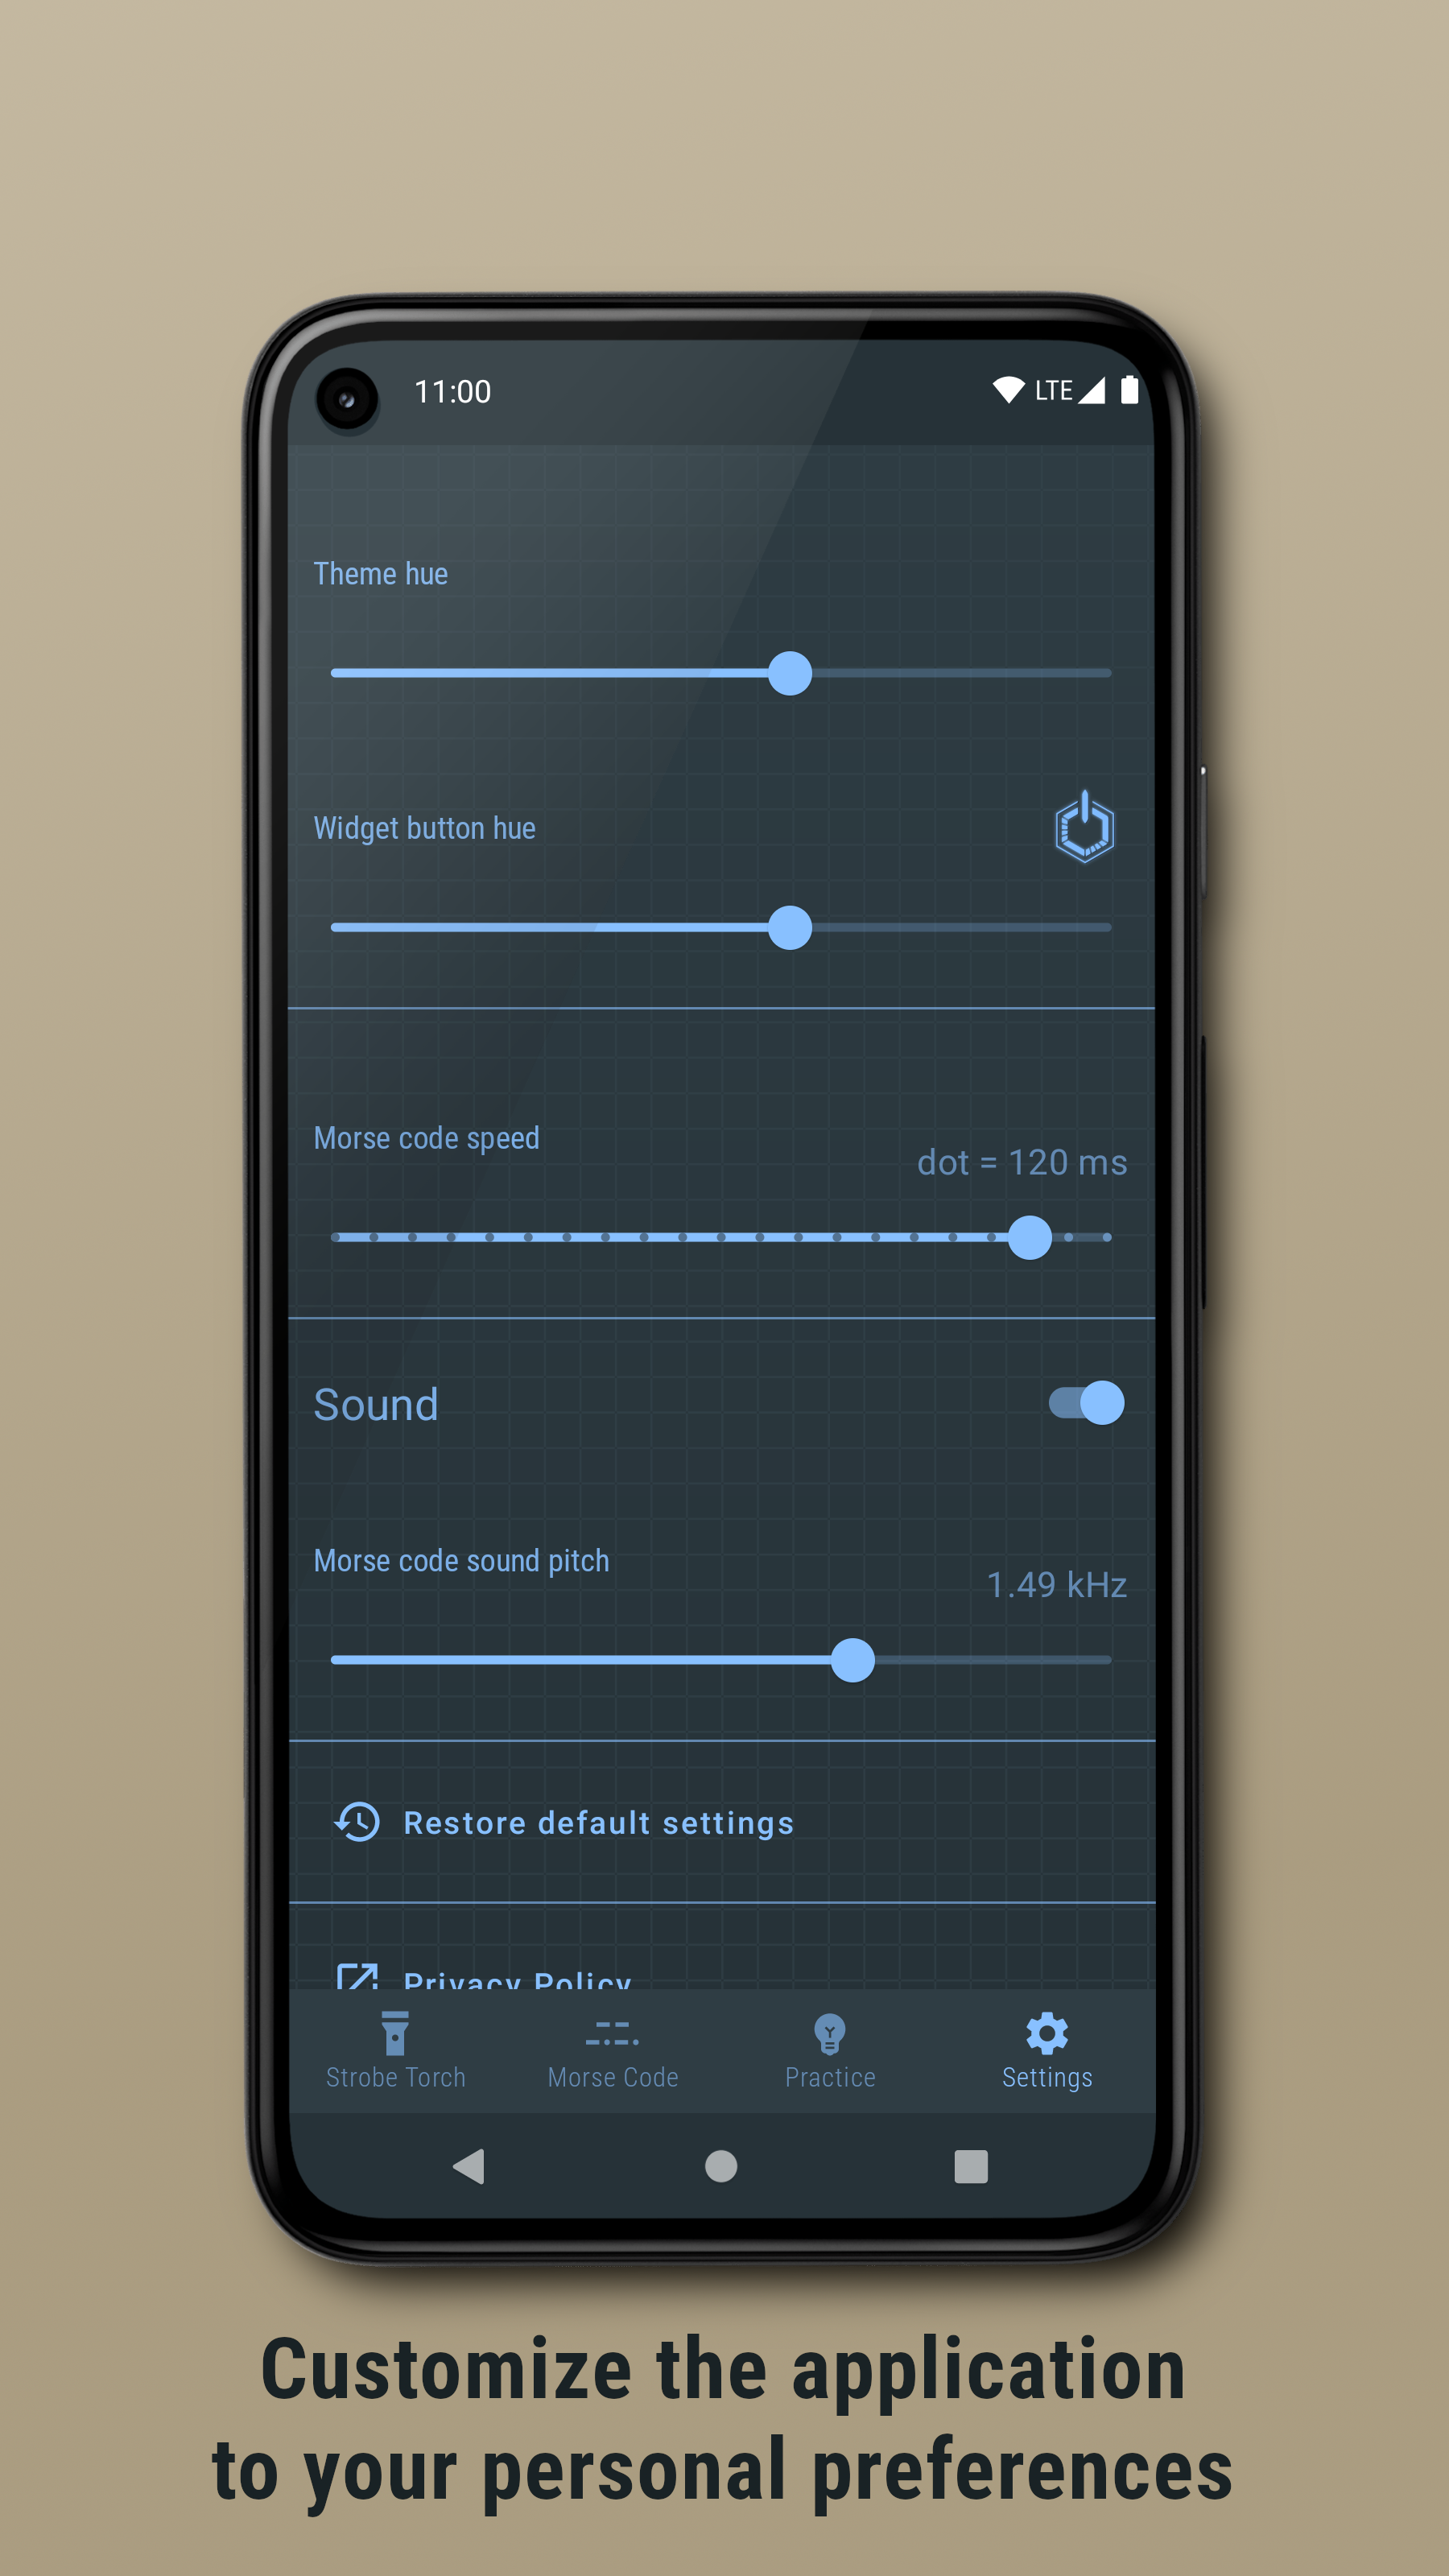 11:00
LTE
Theme hue
Widget button hue
Morse code speed
dot = 120 ms
Sound
Morse code sound pitch
1.49 kHz
Restore default settings
Privacy Policy
Strobe Torch
Morse Code
Practice
Settings
Customize the application
to your personal preferences